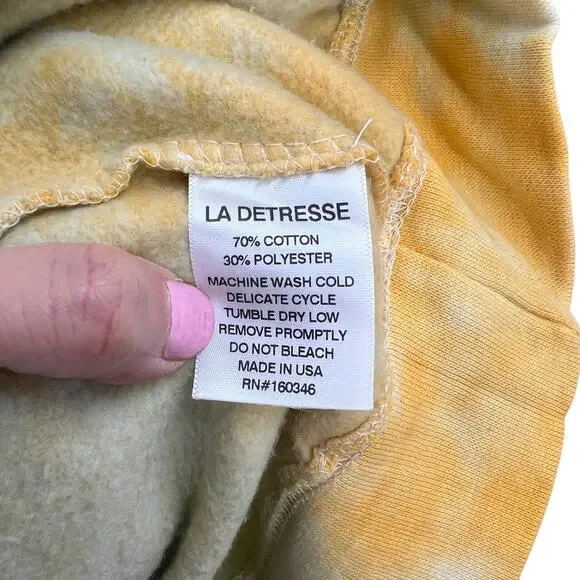 LA DETRESSE
70% COTTON
30% POLYESTER
MACHINE WASH COLD
DELICATE CYCLE
TUMBLE DRY LOW
REMOVE PROMPTLY
DO NOT BLEACH
MADE IN USA
RN#160346